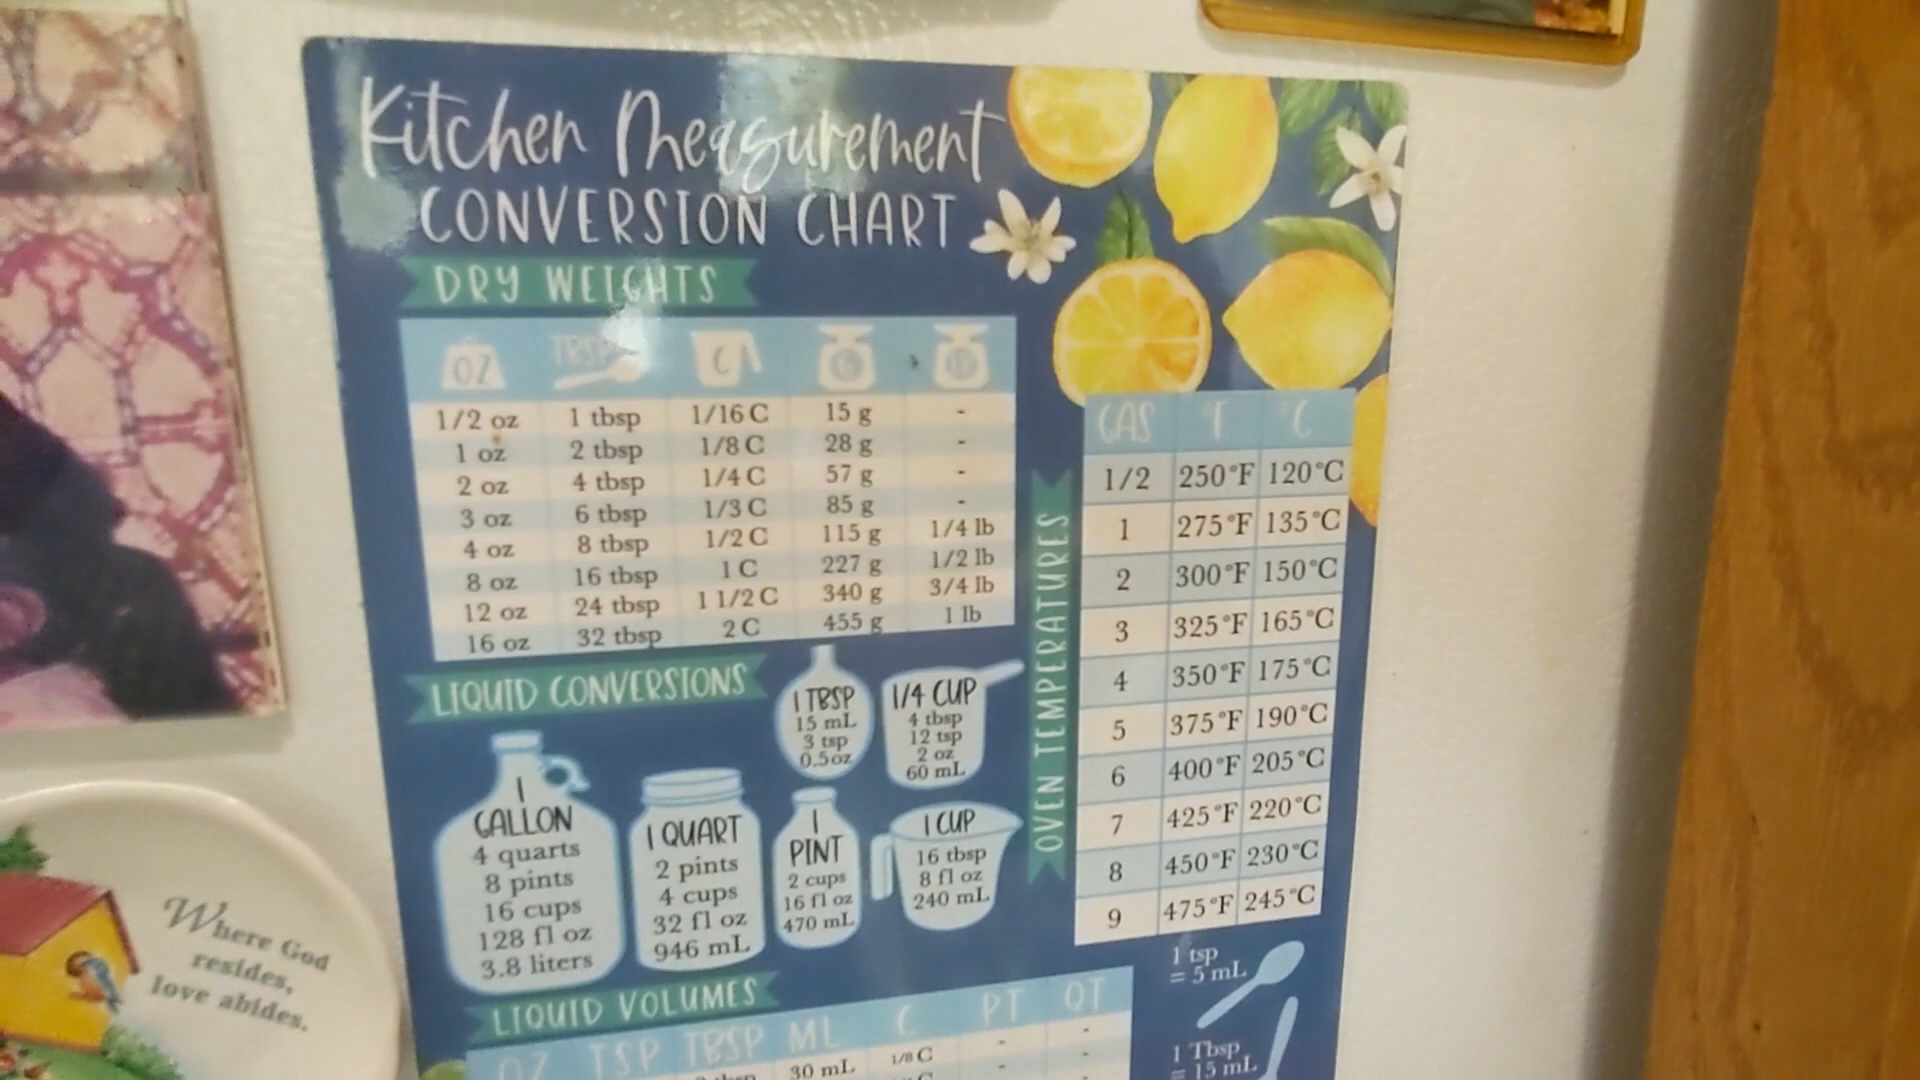 Kitchen Measurement
CONVERSION CHART
DRY WEIGHTS
OZ TBSP C G LB
1/2 oz 1 tbsp 1/16 C 15 g -
1 oz 2 tbsp 1/8 C 28 g -
2 oz 4 tbsp 1/4 C 57 g -
3 oz 6 tbsp 1/3 C 85 g -
4 oz 8 tbsp 1/2 C 115 g 1/4 lb
8 oz 16 tbsp 1 C 227 g 1/2 lb
12 oz 24 tbsp 1 1/2 C 340 g 3/4 lb
16 oz 32 tbsp 2 C 455 g 1 lb
OVEN TEMPERATURES
GAS °F °C
1/2 250°F 120°C
1 275°F 135°C
2 300°F 150°C
3 325°F 165°C
4 350°F 175°C
5 375°F 190°C
6 400°F 205°C
7 425°F 220°C
8 450°F 230°C
9 475°F 245°C
LIQUID CONVERSIONS
1 TBSP
15 mL
3 tsp
0.5oz
1/4 CUP
4 tbsp
12 tsp
2 oz
60 mL
1
GALLON
4 quarts
8 pints
16 cups
128 fl oz
3.8 liters
1 QUART
2 pints
4 cups
32 fl oz
946 mL
1
PINT
2 cups
16 fl oz
470 mL
1 CUP
16 tbsp
8 fl oz
240 mL
1 tsp
= 5 mL
1 Tbsp
= 15 mL
LIQUID VOLUMES
OZ TSP TBSP ML C PT QT
tbsp 30 mL 1/8 C - -
C - -
Where God
resides,
love abides.